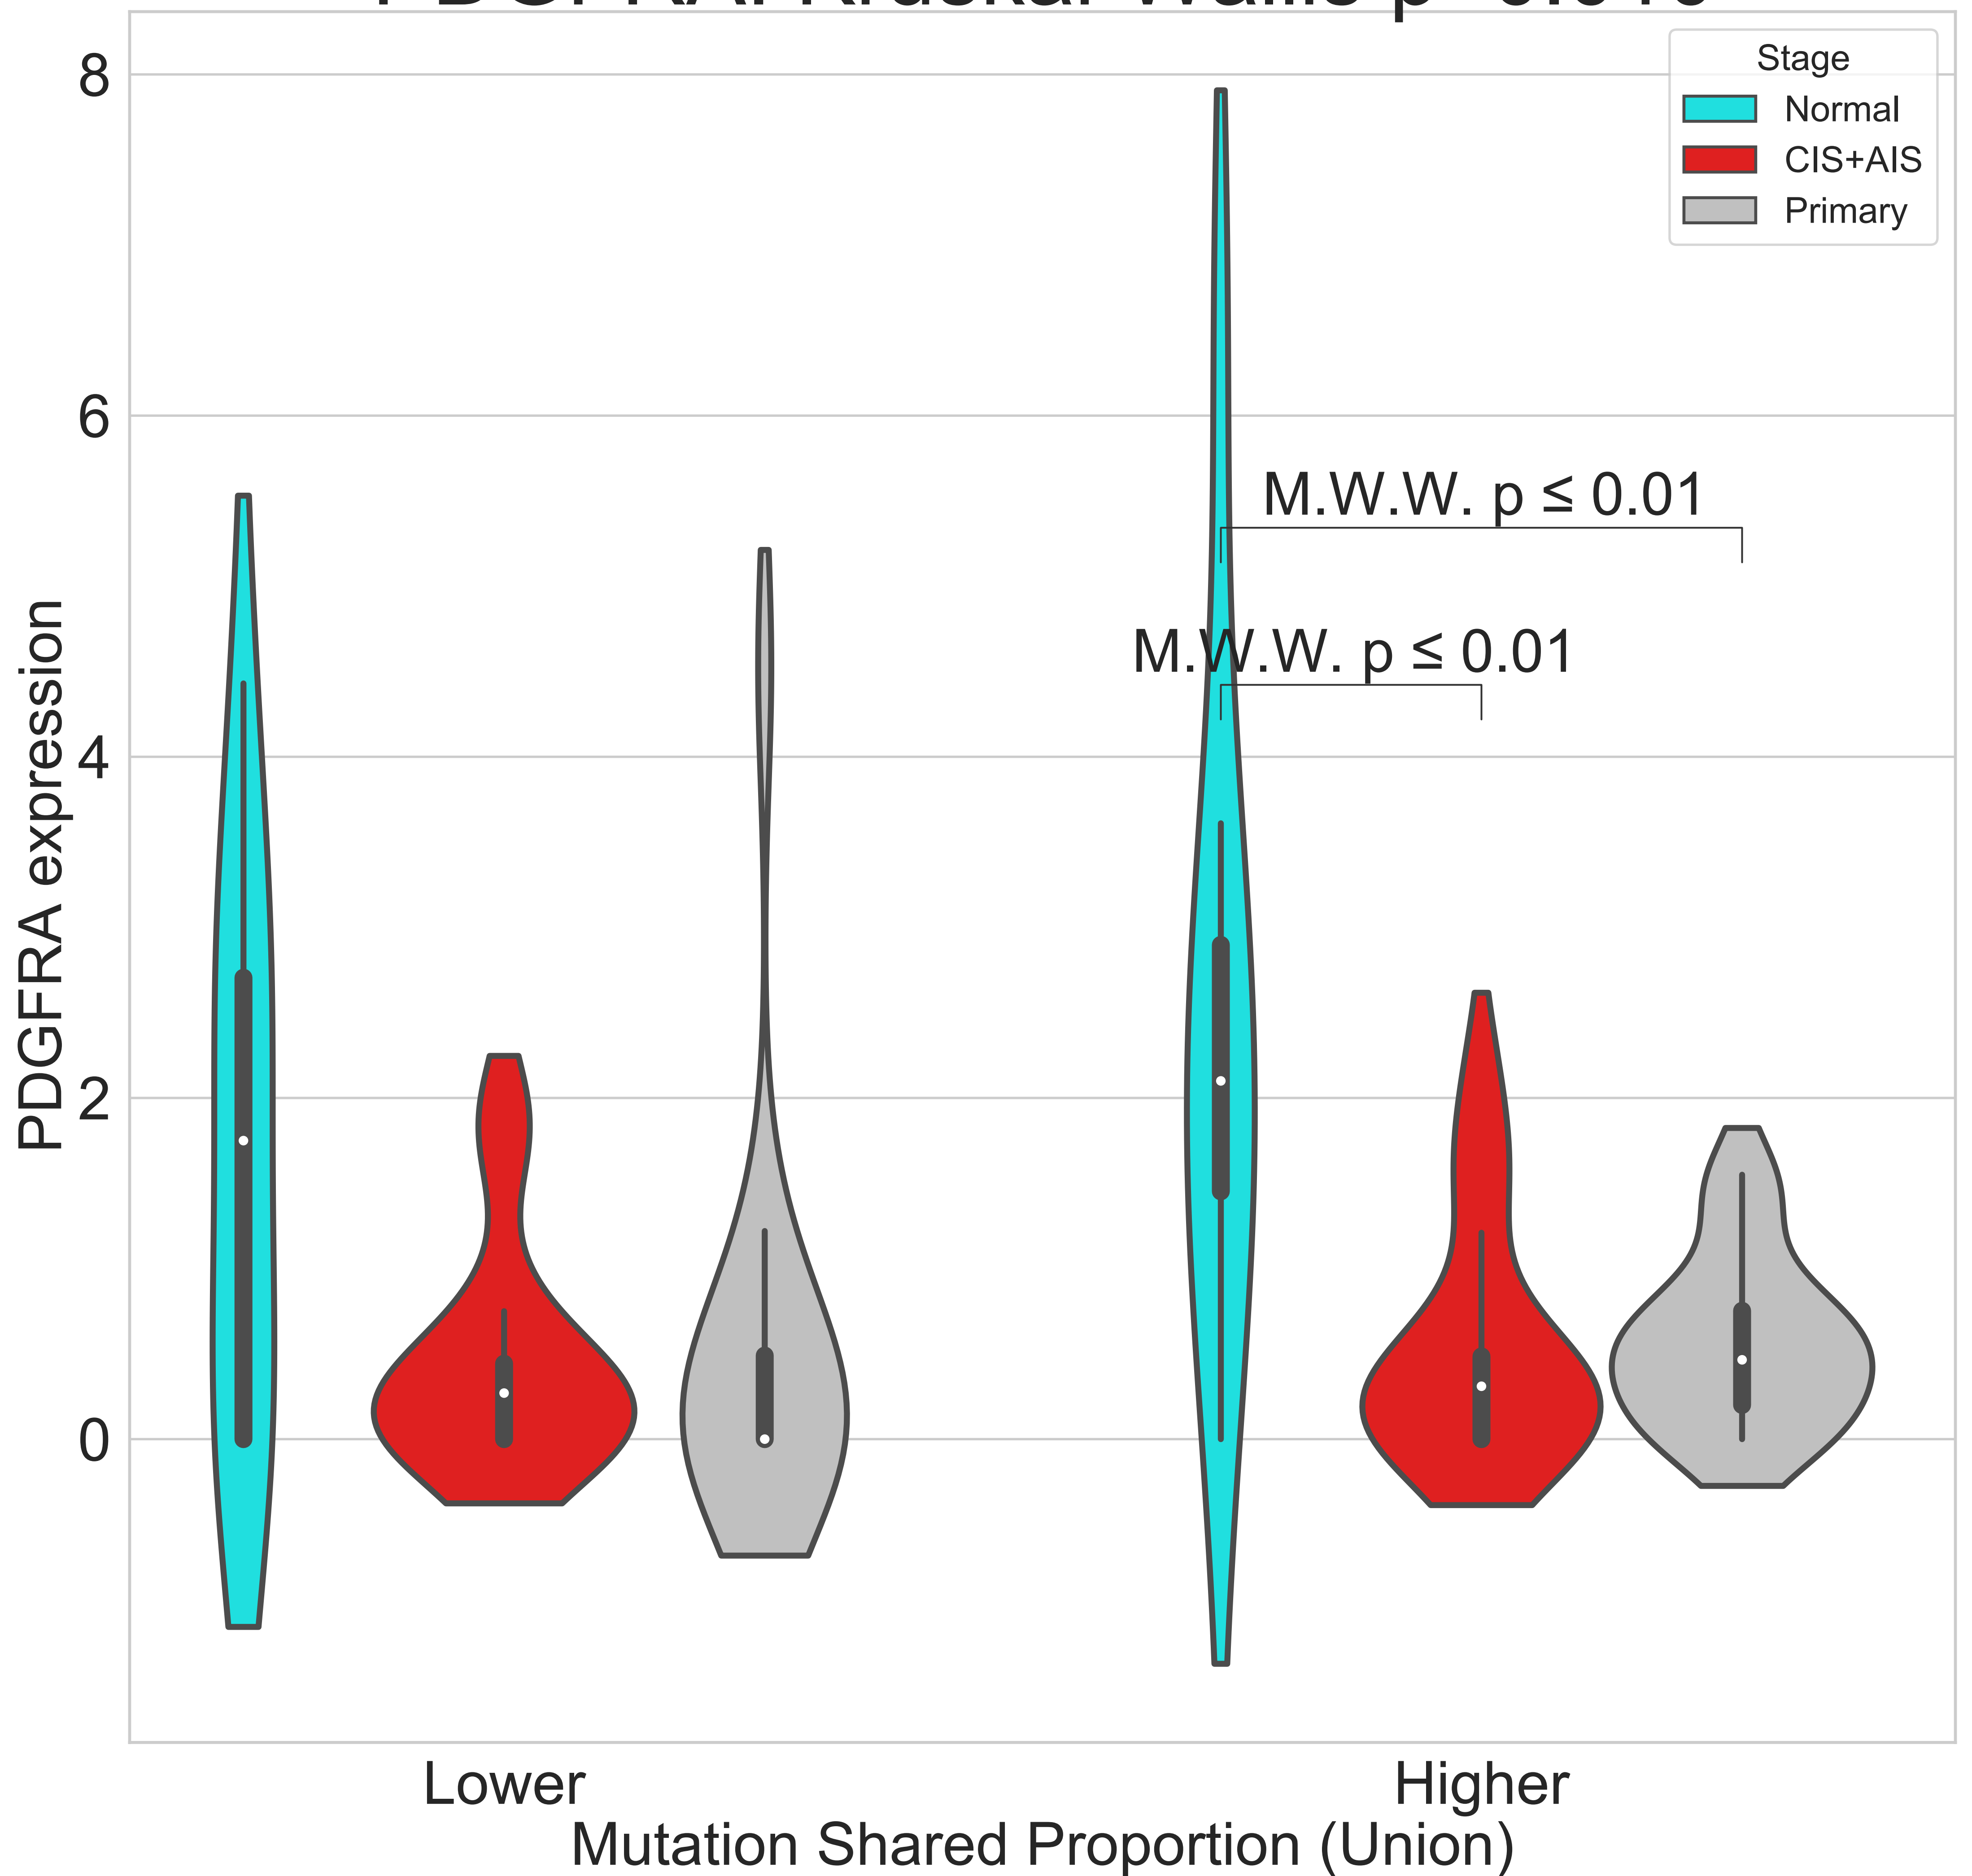 8
6
4
2
0
PDGFRA expression
Stage
Normal
CIS+AIS
Primary
M.W.W. p ≤ 0.01
M.W.W. p ≤ 0.01
Lower
Higher
Mutation Shared Proportion (Union)